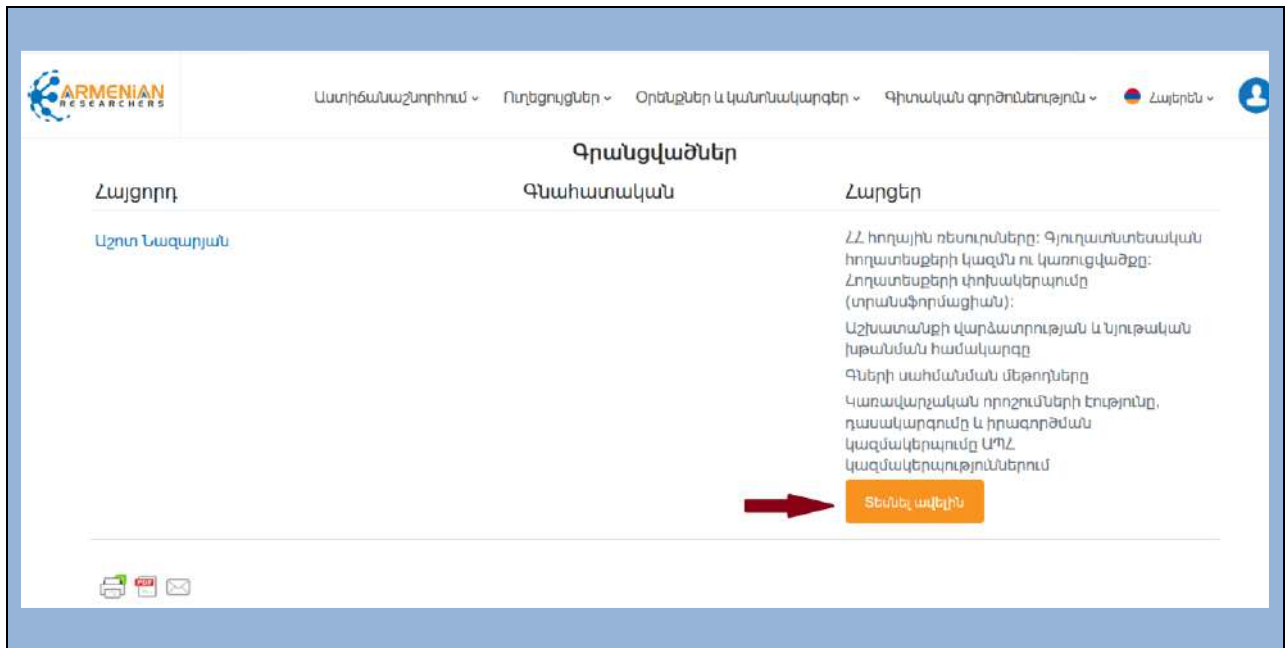 ARMENIAN
RESEARCHERS
Աստիճանաշնորհում Ուղեցույցներ Օրենքներ և կանոնակարգեր Գիտական գործունեություն Հայերեն
Գրանցվածներ
Հայցորդ Գնահատական Հարցեր
Աշոտ Նազարյան
ՀՀ հողային ռեսուրսները: Գյուղատնտեսական
հողատեսքերի կազմն ու կառուցվածքը:
Հողատեսքերի փոխակերպումը
(տրանսֆորմացիան):
Աշխատանքի վարձատրության և նյութական
խթանման համակարգը
Գների սահմանման մեթոդները
Կառավարչական որոշումների էությունը,
դասակարգումը և իրագործման
կազմակերպումը ԱՊՀ
կազմակերպություններում
Տեսնել ավելին
PDF